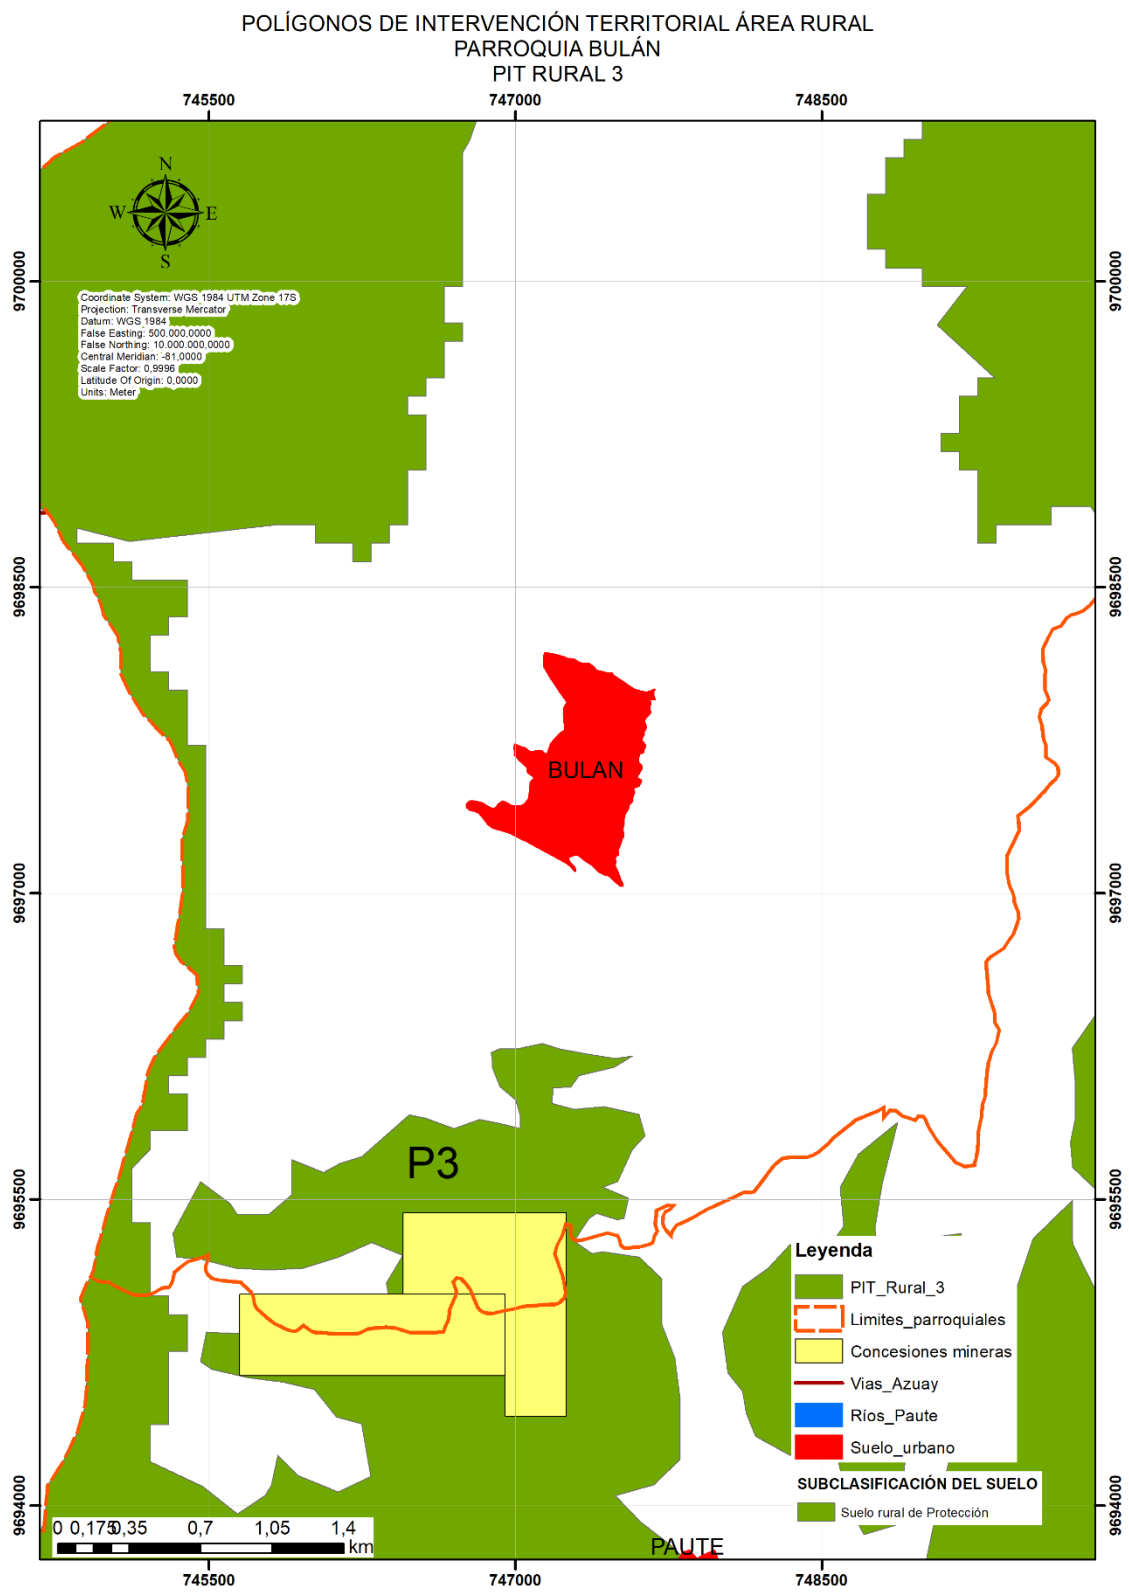 POLÍGONOS DE INTERVENCIÓN TERRITORIAL ÁREA RURAL
PARROQUIA BULÁN
PIT RURAL 3
745500 747000 748500
N
W E
S
9700000 9700000
Coordinate System: WGS 1984 UTM Zone 17S
Projection: Transverse Mercator
Datum: WGS 1984
False Easting: 500.000,0000
False Northing: 10.000.000,0000
Central Meridian: -81,0000
Scale Factor: 0,9996
Latitude Of Origin: 0,0000
Units: Meter
9698500 9698500
BULAN
9697000 9697000
P3
9695500 9695500
Leyenda
PIT_Rural_3
Limites_parroquiales
Concesiones mineras
Vias_Azuay
Ríos_Paute
Suelo_urbano
SUBCLASIFICACIÓN DEL SUELO
Suelo rural de Protección
9694000 9694000
0 0,175 0,35 0,7 1,05 1,4
km
PAUTE
745500 747000 748500